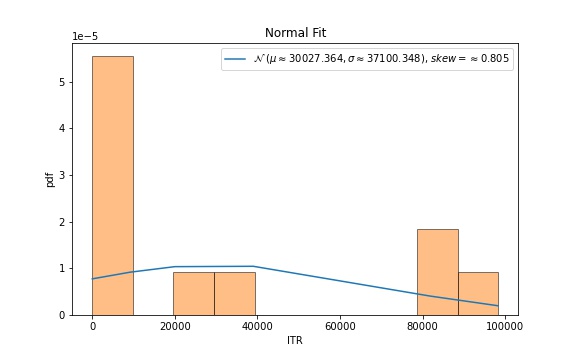 Normal Fit
1e−5
𝒩 (μ ≈ 30027.364, σ ≈ 37100.348), skew = ≈ 0.805
5
4
3
2
1
0
pdf
0 20000 40000 60000 80000 100000
ITR